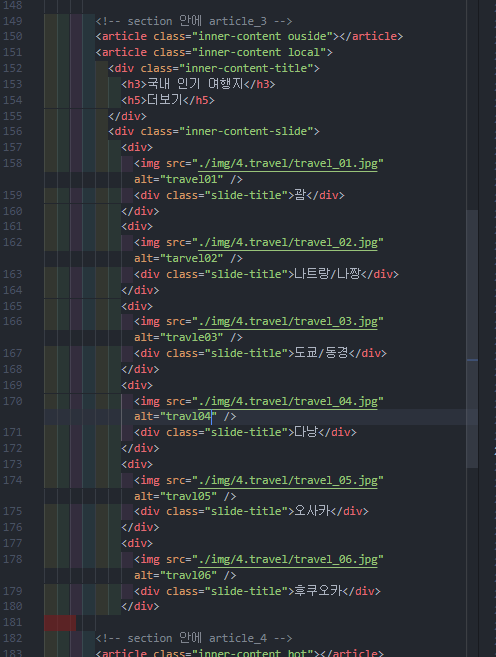 148
149 <!-- section 안에 article_3 -->
150 <article class="inner-content ouside"></article>
151 <article class="inner-content local">
152 <div class="inner-content-title">
153 <h3>국내 인기 여행지</h3>
154 <h5>더보기</h5>
155 </div>
156 <div class="inner-content-slide">
157 <div>
158 <img src="./img/4.travel/travel_01.jpg"
alt="travel01" />
159 <div class="slide-title">괌</div>
160 </div>
161 <div>
162 <img src="./img/4.travel/travel_02.jpg"
alt="tarvel02" />
163 <div class="slide-title">나트랑/나짱</div>
164 </div>
165 <div>
166 <img src="./img/4.travel/travel_03.jpg"
alt="travle03" />
167 <div class="slide-title">도쿄/동경</div>
168 </div>
169 <div>
170 <img src="./img/4.travel/travel_04.jpg"
alt="travl04" />
171 <div class="slide-title">다낭</div>
172 </div>
173 <div>
174 <img src="./img/4.travel/travel_05.jpg"
alt="travl05" />
175 <div class="slide-title">오사카</div>
176 </div>
177 <div>
178 <img src="./img/4.travel/travel_06.jpg"
alt="travl06" />
179 <div class="slide-title">후쿠오카</div>
180 </div>
181
182 <!-- section 안에 article_4 -->
183 <article class="inner-content hot"></article>